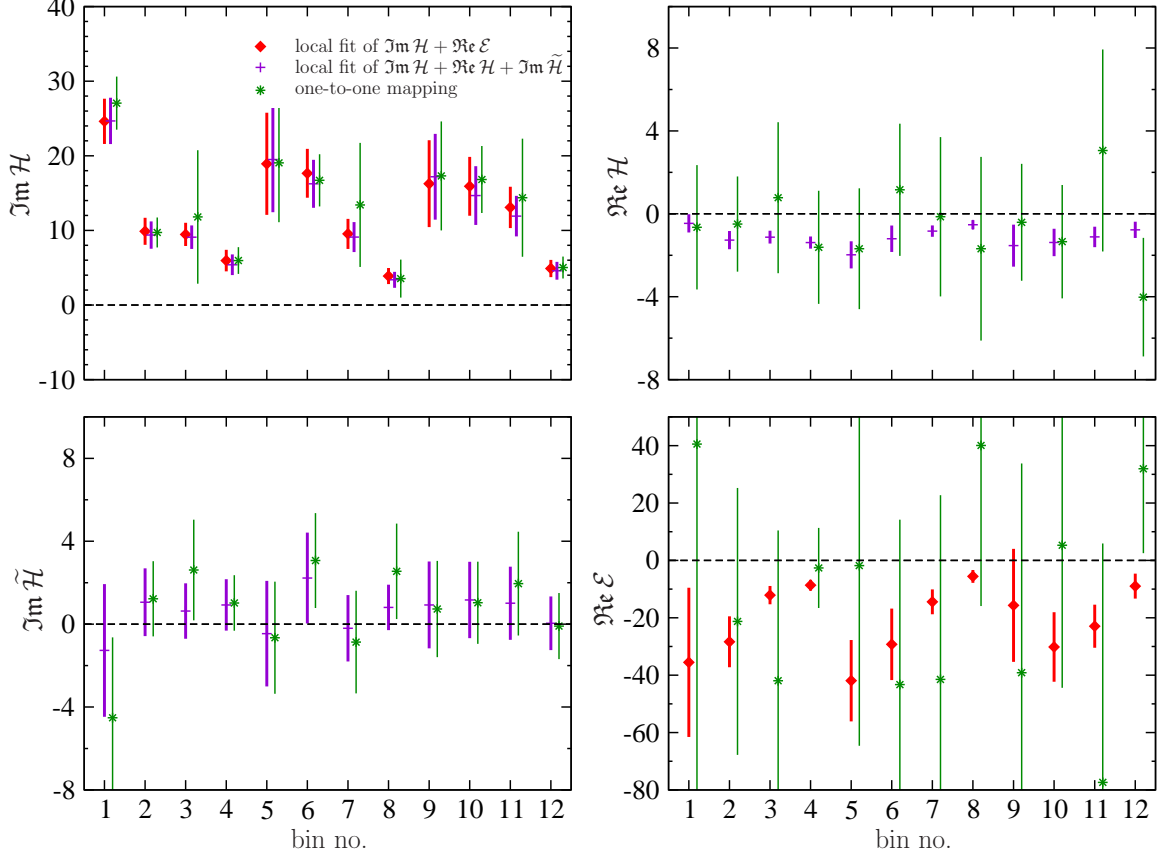 40
30
20
10
0
-10
ℑm ℋ
local fit of ℑm ℋ + ℜe ℰ
local fit of ℑm ℋ + ℜe ℋ + ℑm ℋ̃
one-to-one mapping
8
4
0
-4
-8
ℜe ℋ
8
4
0
-4
-8
ℑm ℋ̃
1 2 3 4 5 6 7 8 9 10 11 12
bin no.
40
20
0
-20
-40
-60
-80
ℜe ℰ
1 2 3 4 5 6 7 8 9 10 11 12
bin no.